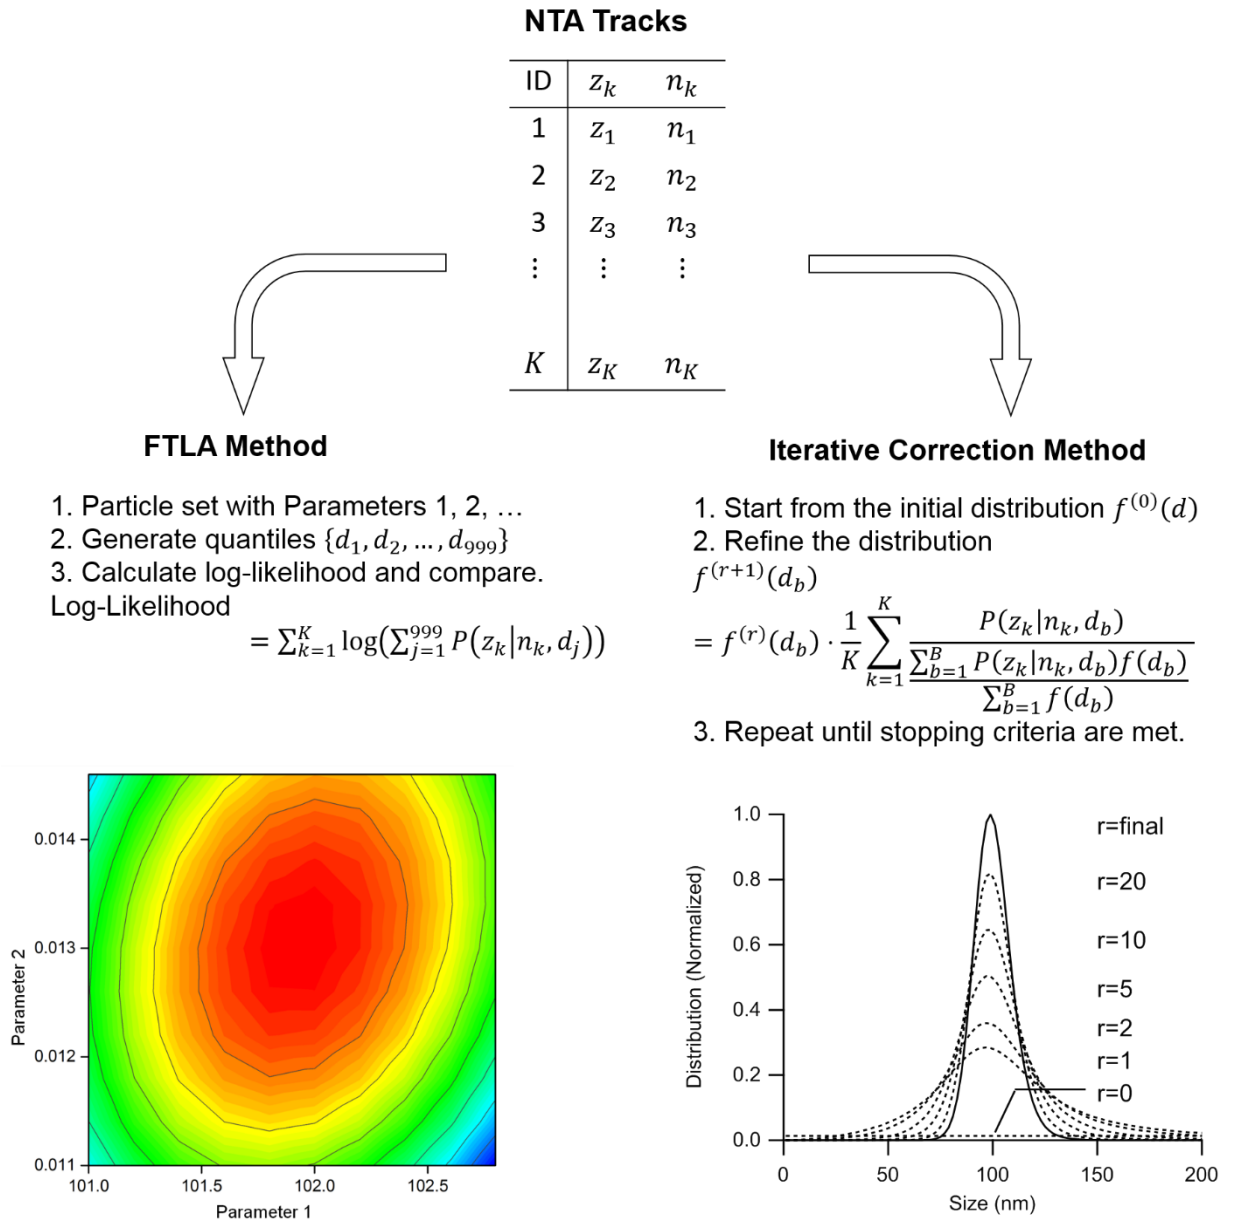 NTA Tracks
ID z_k n_k
1 z_1 n_1
2 z_2 n_2
3 z_3 n_3
⋮ ⋮ ⋮
K z_K n_K
FTLA Method
1. Particle set with Parameters 1, 2, …
2. Generate quantiles {d_1, d_2, …, d_999}
3. Calculate log-likelihood and compare.
Log-Likelihood
= ∑_{k=1}^{K} log(∑_{j=1}^{999} P(z_k|n_k, d_j))
Iterative Correction Method
1. Start from the initial distribution f^{(0)}(d)
2. Refine the distribution
f^{(r+1)}(d_b)
= f^{(r)}(d_b) · \frac{1}{K} ∑_{k=1}^{K} \frac{P(z_k|n_k, d_b)}{\frac{∑_{b=1}^{B} P(z_k|n_k, d_b)f(d_b)}{∑_{b=1}^{B} f(d_b)}}
3. Repeat until stopping criteria are met.
Parameter 2
0.014
0.013
0.012
0.011
101.0 101.5 102.0 102.5
Parameter 1
Distribution (Normalized)
1.0
0.8
0.6
0.4
0.2
0.0
r=final
r=20
r=10
r=5
r=2
r=1
r=0
0 50 100 150 200
Size (nm)